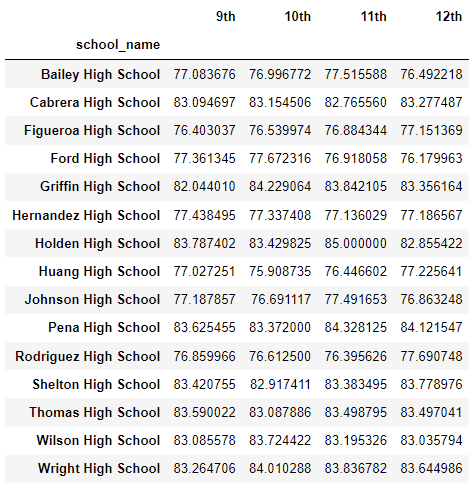 9th 10th 11th 12th
school_name
Bailey High School 77.083676 76.996772 77.515588 76.492218
Cabrera High School 83.094697 83.154506 82.765560 83.277487
Figueroa High School 76.403037 76.539974 76.884344 77.151369
Ford High School 77.361345 77.672316 76.918058 76.179963
Griffin High School 82.044010 84.229064 83.842105 83.356164
Hernandez High School 77.438495 77.337408 77.136029 77.186567
Holden High School 83.787402 83.429825 85.000000 82.855422
Huang High School 77.027251 75.908735 76.446602 77.225641
Johnson High School 77.187857 76.691117 77.491653 76.863248
Pena High School 83.625455 83.372000 84.328125 84.121547
Rodriguez High School 76.859966 76.612500 76.395626 77.690748
Shelton High School 83.420755 82.917411 83.383495 83.778976
Thomas High School 83.590022 83.087886 83.498795 83.497041
Wilson High School 83.085578 83.724422 83.195326 83.035794
Wright High School 83.264706 84.010288 83.836782 83.644986